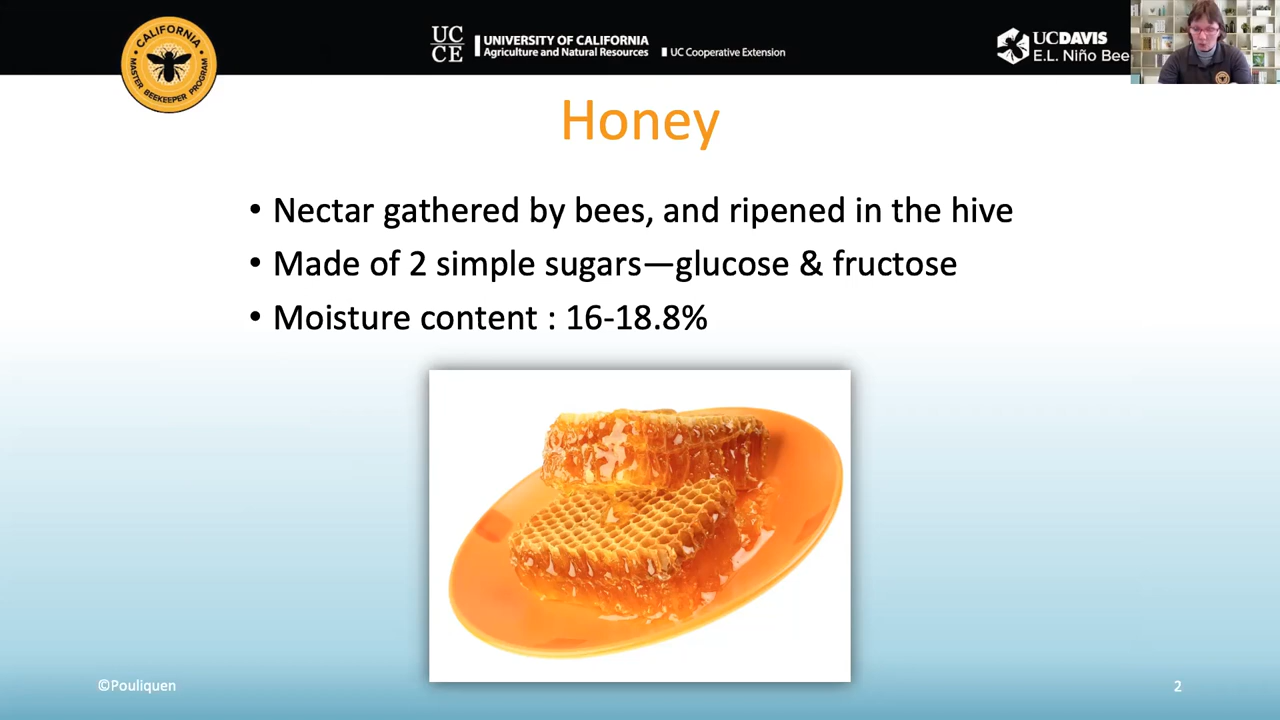 CALIFORNIA
MASTER BEEKEEPER PROGRAM
UC
CE
UNIVERSITY OF CALIFORNIA
Agriculture and Natural Resources
UC Cooperative Extension
UCDAVIS
E.L. Niño Bee
Honey
• Nectar gathered by bees, and ripened in the hive
• Made of 2 simple sugars—glucose & fructose
• Moisture content : 16-18.8%
©Pouliquen
2